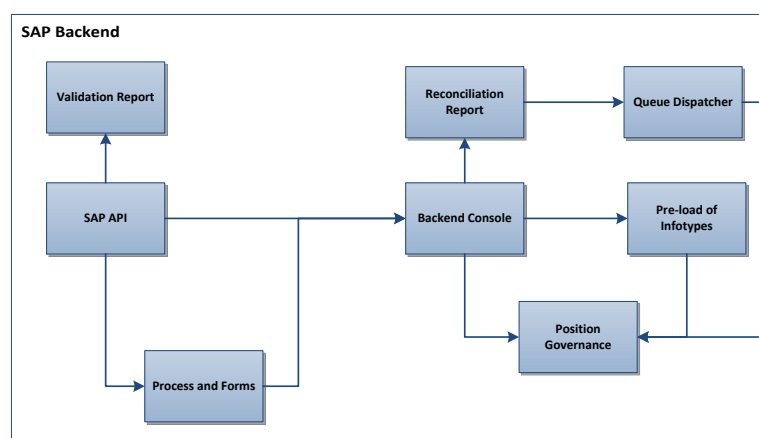 SAP Backend
Validation Report
Reconciliation
Report
Queue Dispatcher
SAP API
Backend Console
Pre-load of
Infotypes
Position
Governance
Process and Forms